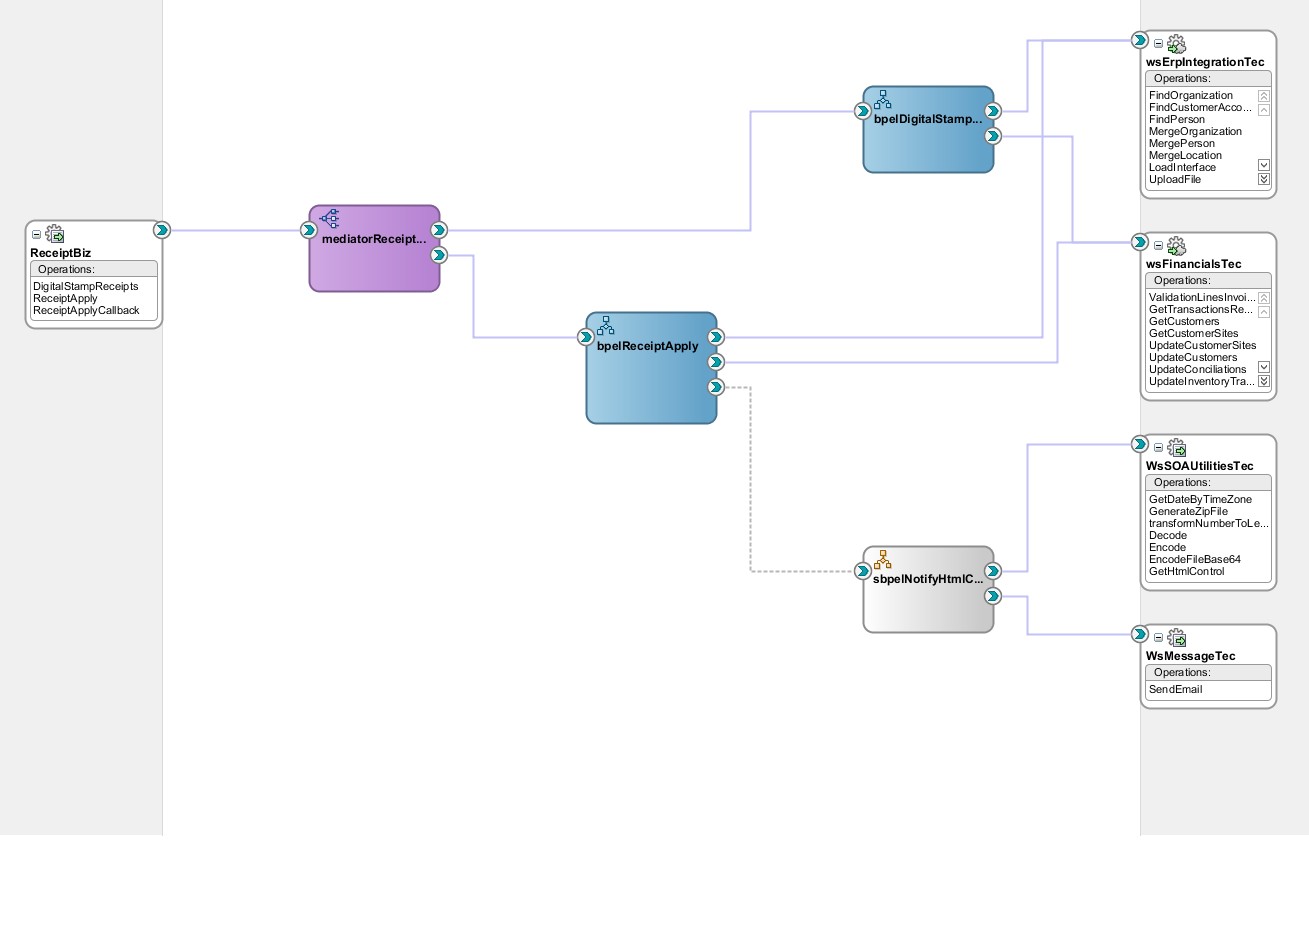 ReceiptBiz
Operations:
DigitalStampReceipts
ReceiptApply
ReceiptApplyCallback
mediatorReceipt...
bpelDigitalStamp...
bpelReceiptApply
sbpelNotifyHtmlC...
wsErpIntegrationTec
Operations:
FindOrganization
FindCustomerAcco...
FindPerson
MergeOrganization
MergePerson
MergeLocation
LoadInterface
UploadFile
wsFinancialsTec
Operations:
ValidationLinesInvoi...
GetTransactionsRe...
GetCustomers
GetCustomerSites
UpdateCustomerSites
UpdateCustomers
UpdateConciliations
UpdateInventoryTra...
WsSOAUtilitiesTec
Operations:
GetDateByTimeZone
GenerateZipFile
transformNumberToLe...
Decode
Encode
EncodeFileBase64
GetHtmlControl
WsMessageTec
Operations:
SendEmail